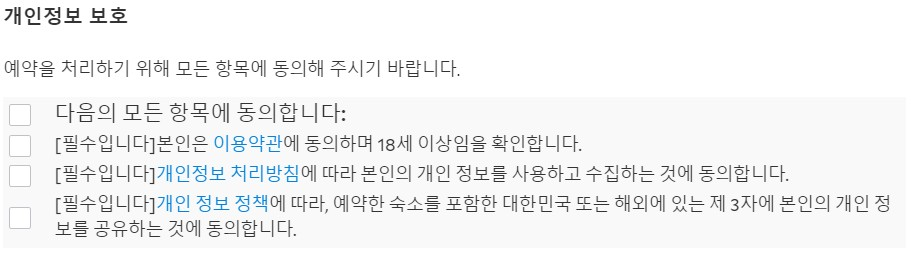 개인정보 보호
예약을 처리하기 위해 모든 항목에 동의해 주시기 바랍니다.
다음의 모든 항목에 동의합니다:
[필수입니다]본인은 이용약관에 동의하며 18세 이상임을 확인합니다.
[필수입니다]개인정보 처리방침에 따라 본인의 개인 정보를 사용하고 수집하는 것에 동의합니다.
[필수입니다]개인 정보 정책에 따라, 예약한 숙소를 포함한 대한민국 또는 해외에 있는 제 3자에 본인의 개인 정
보를 공유하는 것에 동의합니다.